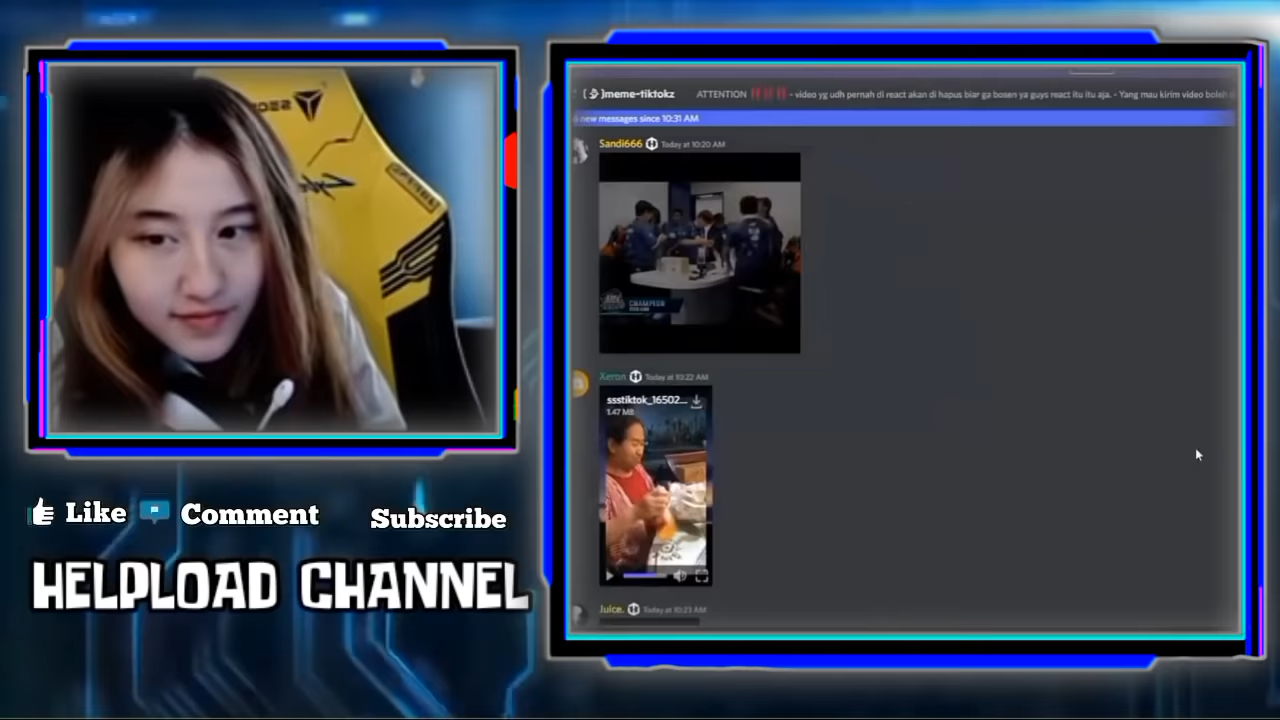 Like
Comment
Subscribe
HELPLOAD CHANNEL
meme-tiktokz
ATTENTION ‼️‼️‼️ - video yg udh pernah di react akan di hapus biar ga bosen ya guys react itu itu aja. - Yang mau kirim video boleh
new messages since 10:31 AM
Sandi666 Today at 10:20 AM
CHAMPION
Xeron Today at 10:22 AM
ssstiktok_16502...
1.47 MB
Juice. Today at 10:23 AM